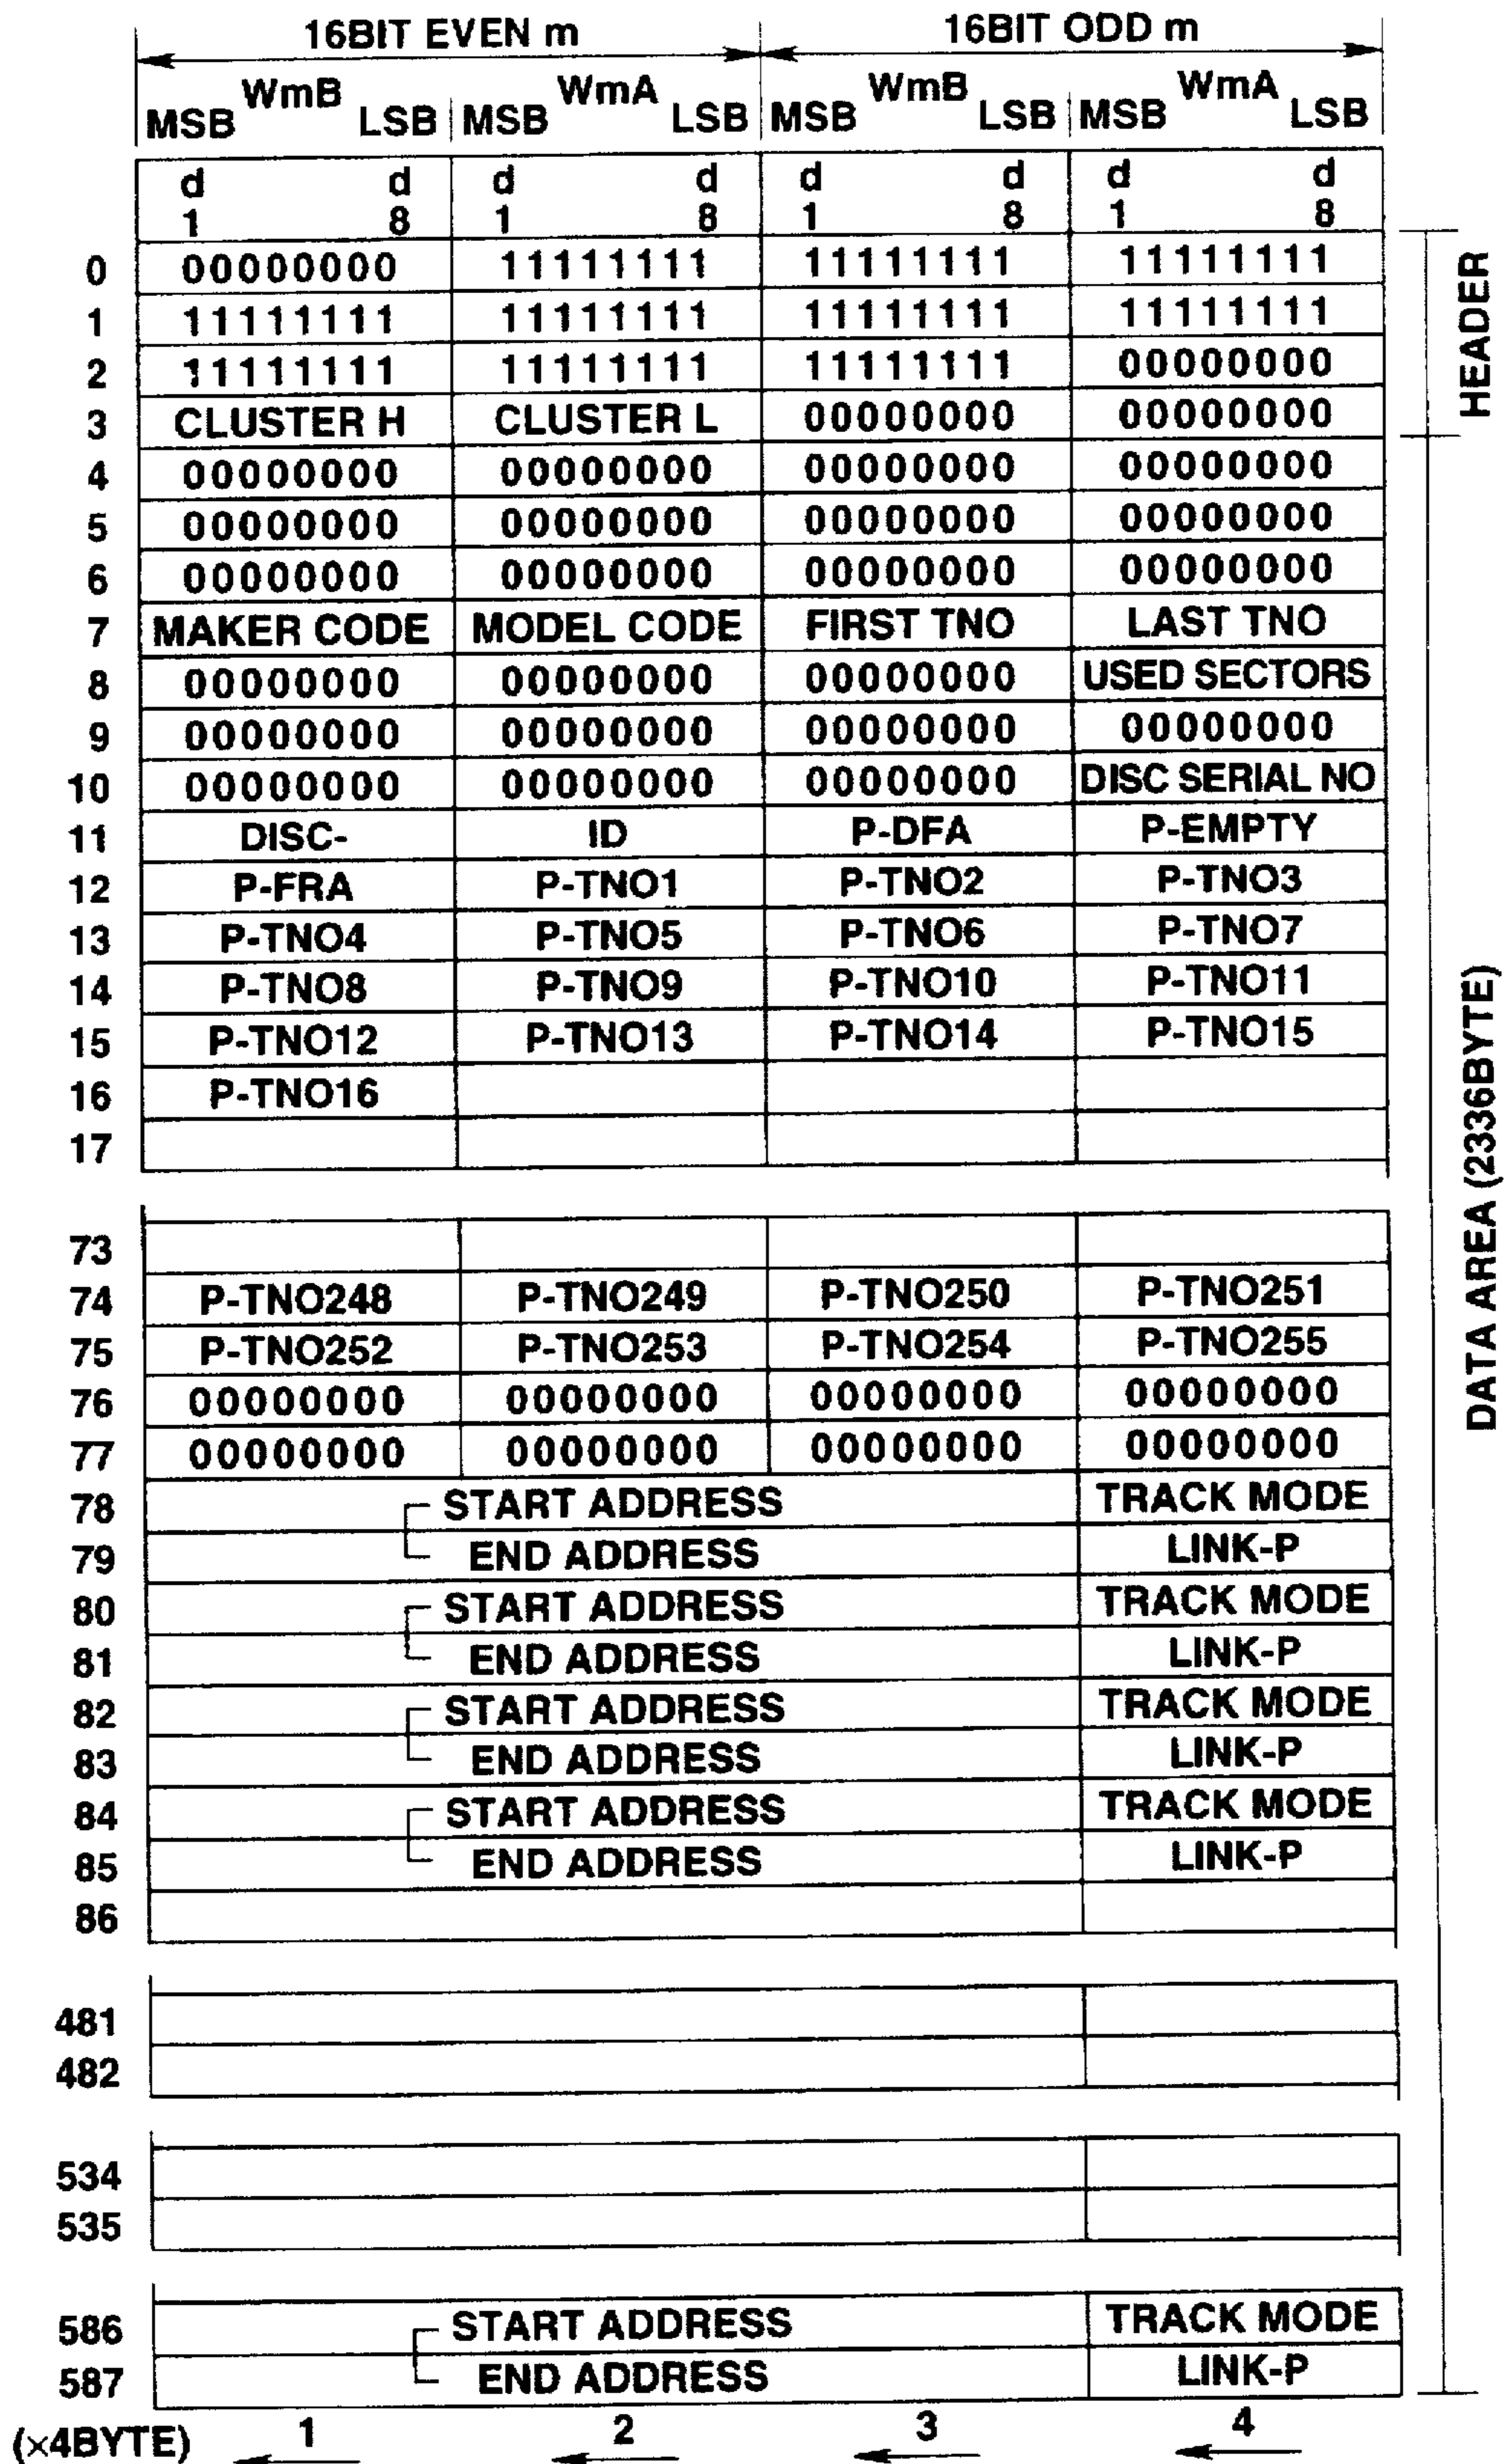 16BIT EVEN m 16BIT ODD m
WmB WmA WmB WmA
MSB LSB MSB LSB MSB LSB MSB LSB
d d d d d d d d
1 8 1 8 1 8 1 8
0 00000000 11111111 11111111 11111111
1 11111111 11111111 11111111 11111111
2 11111111 11111111 11111111 00000000
3 CLUSTER H CLUSTER L 00000000 00000000
HEADER
4 00000000 00000000 00000000 00000000
5 00000000 00000000 00000000 00000000
6 00000000 00000000 00000000 00000000
7 MAKER CODE MODEL CODE FIRST TNO LAST TNO
8 00000000 00000000 00000000 USED SECTORS
9 00000000 00000000 00000000 00000000
10 00000000 00000000 00000000 DISC SERIAL NO
11 DISC- ID P-DFA P-EMPTY
12 P-FRA P-TNO1 P-TNO2 P-TNO3
13 P-TNO4 P-TNO5 P-TNO6 P-TNO7
14 P-TNO8 P-TNO9 P-TNO10 P-TNO11
15 P-TNO12 P-TNO13 P-TNO14 P-TNO15
16 P-TNO16
17
73
74 P-TNO248 P-TNO249 P-TNO250 P-TNO251
75 P-TNO252 P-TNO253 P-TNO254 P-TNO255
76 00000000 00000000 00000000 00000000
77 00000000 00000000 00000000 00000000
78 START ADDRESS TRACK MODE
79 END ADDRESS LINK-P
80 START ADDRESS TRACK MODE
81 END ADDRESS LINK-P
82 START ADDRESS TRACK MODE
83 END ADDRESS LINK-P
84 START ADDRESS TRACK MODE
85 END ADDRESS LINK-P
86
481
482
534
535
586 START ADDRESS TRACK MODE
587 END ADDRESS LINK-P
DATA AREA (2336BYTE)
(×4BYTE) 1 2 3 4